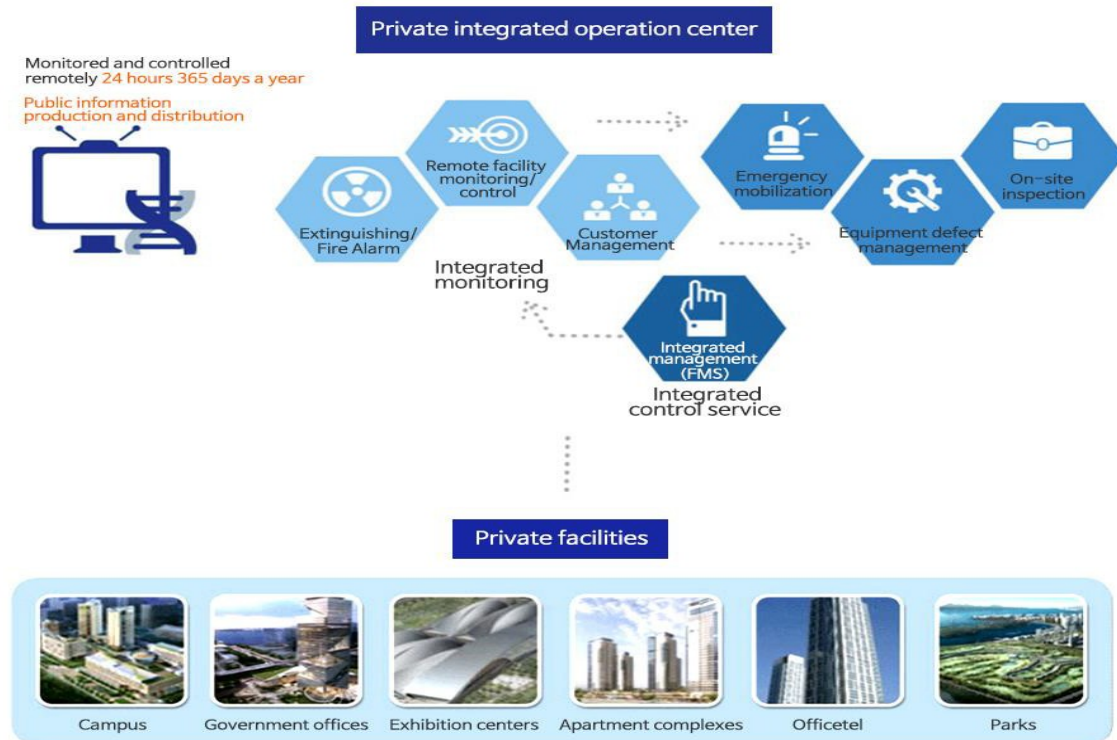 Private integrated operation center
Monitored and controlled
remotely 24 hours 365 days a year
Public information
production and distribution
Extinguishing/
Fire Alarm
Remote facility
monitoring/
control
Customer
Management
Integrated
monitoring
Emergency
mobilization
Equipment defect
management
On-site
inspection
Integrated
management
(FMS)
Integrated
control service
Private facilities
Campus
Government offices
Exhibition centers
Apartment complexes
Officetel
Parks